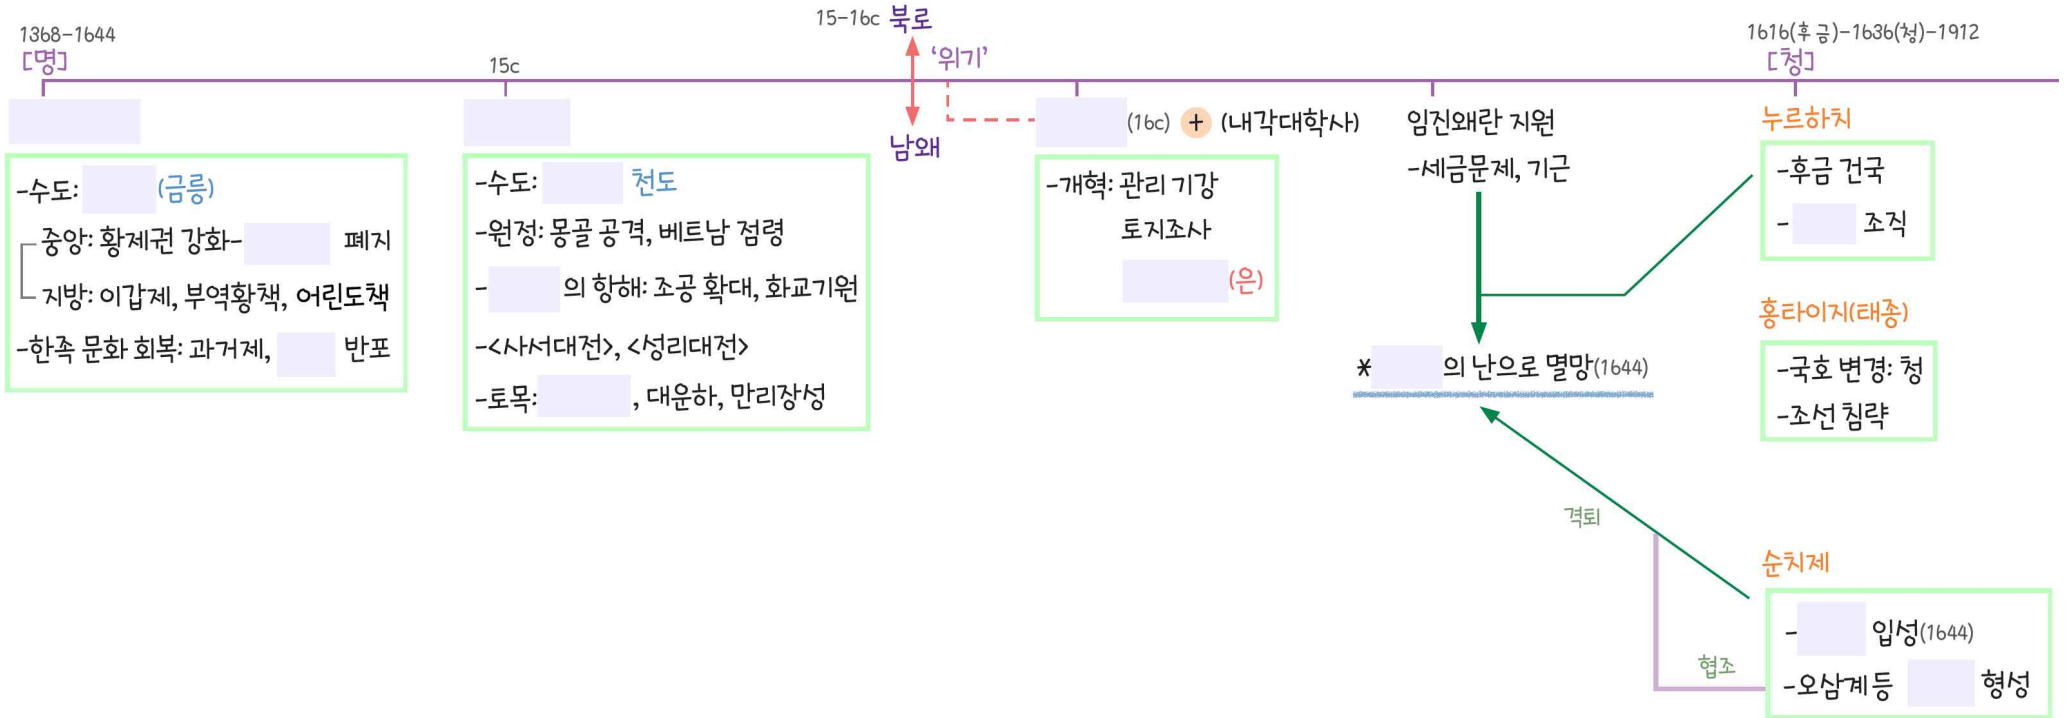 1368-1644
[명]
-수도: (금릉)
중앙: 황제권 강화- 폐지
지방: 이갑제, 부역황책, 어린도책
-한족 문화 회복: 과거제, 반포
15c
-수도: 천도
-원정: 몽골 공격, 베트남 점령
- 의 항해: 조공 확대, 화교기원
-<사서대전>, <성리대전>
-토목: , 대운하, 만리장성
15-16c 북로
'위기'
남왜
(16c) + (내각대학사)
-개혁: 관리 기강
토지조사
(은)
임진왜란 지원
-세금문제, 기근
*의 난으로 멸망(1644)
1616(후금)-1636(청)-1912
[청]
누르하치
-후금 건국
- 조직
홍타이지(태종)
-국호 변경: 청
-조선 침략
격퇴
순치제
- 입성(1644)
협조
-오삼계 등 형성